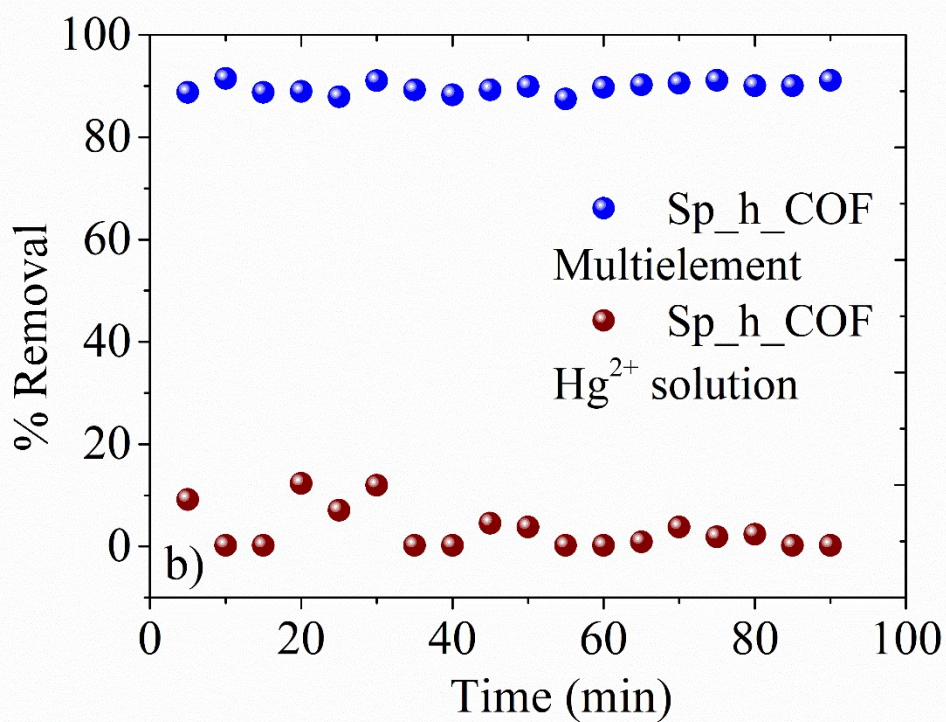 100
80
60
40
20
0
% Removal
Sp_h_COF
Multielement
Sp_h_COF
Hg²⁺ solution
b)
0 20 40 60 80 100
Time (min)